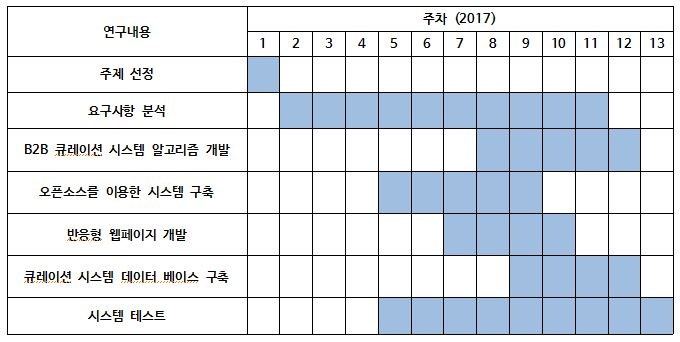 연구내용
주차 (2017)
1 2 3 4 5 6 7 8 9 10 11 12 13
주제 선정
요구사항 분석
B2B 큐레이션 시스템 알고리즘 개발
오픈소스를 이용한 시스템 구축
반응형 웹페이지 개발
큐레이션 시스템 데이터 베이스 구축
시스템 테스트